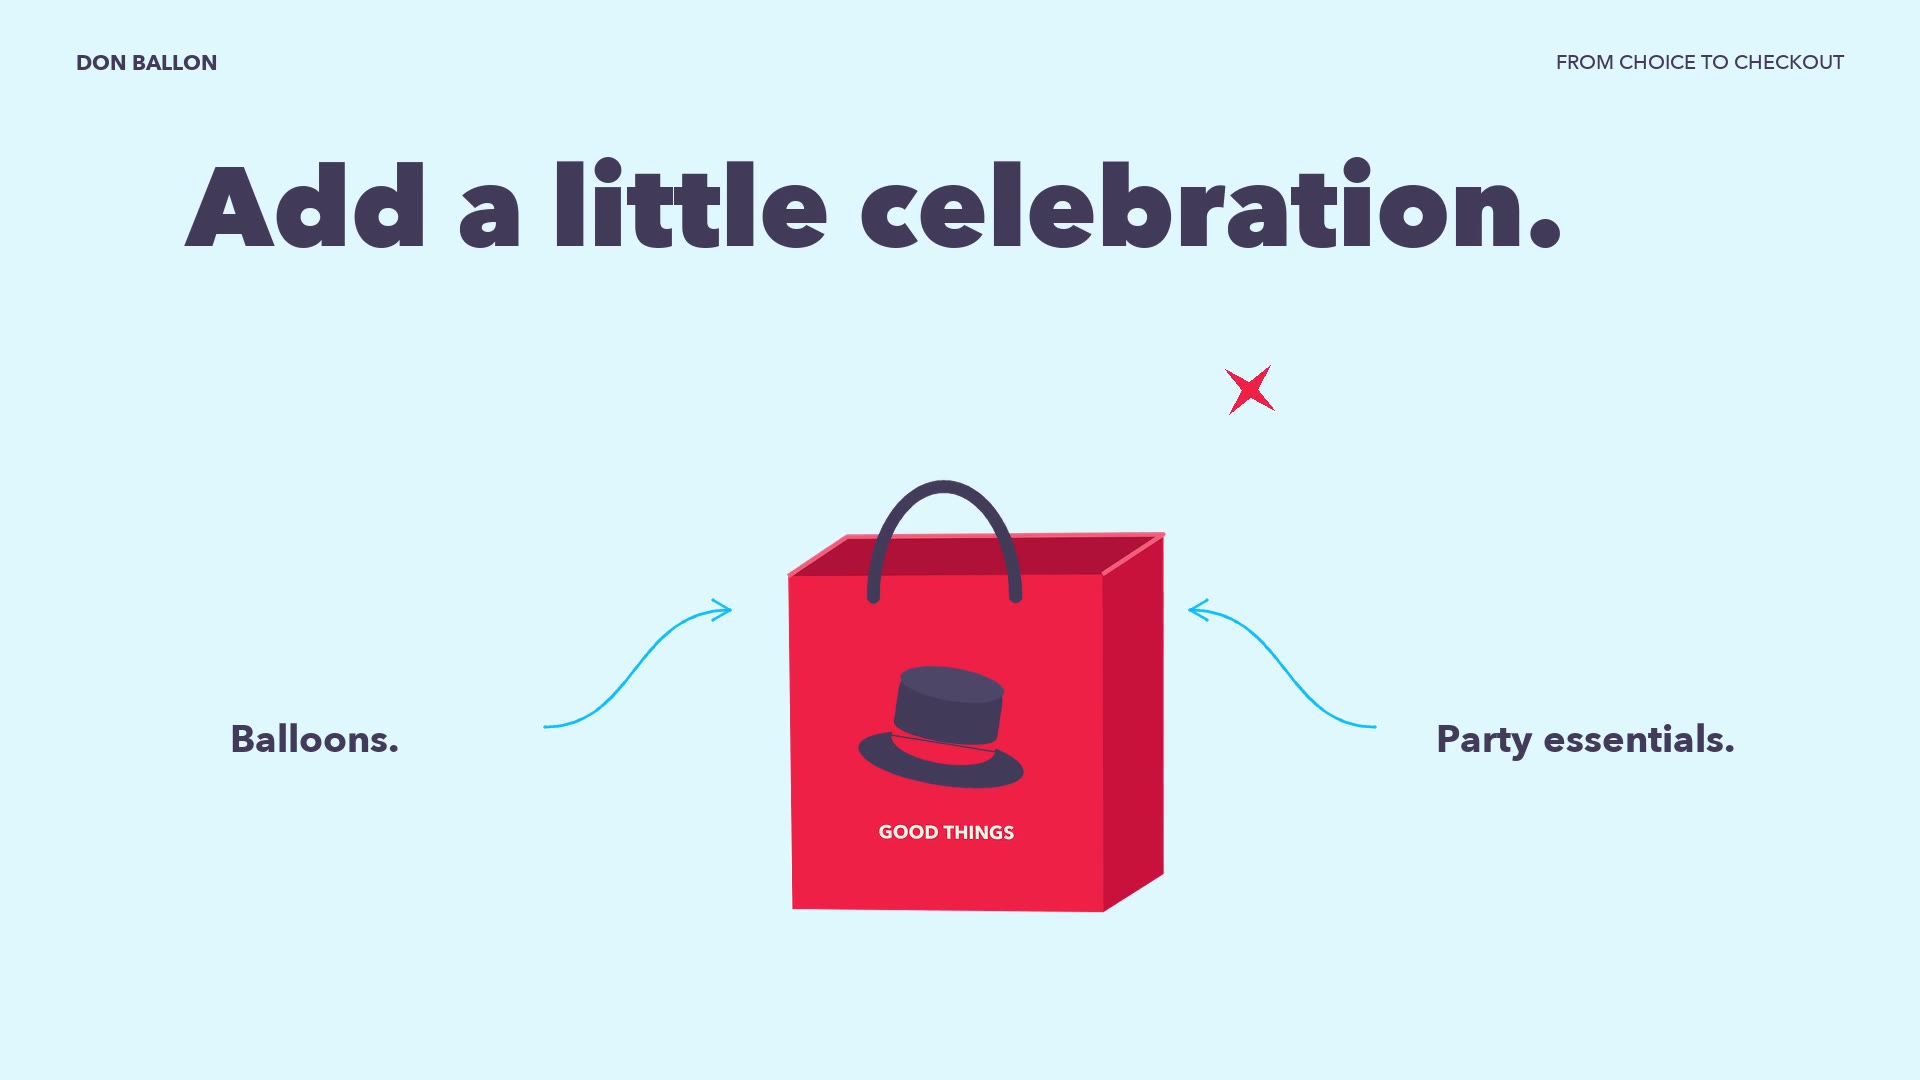 DON BALLON
FROM CHOICE TO CHECKOUT
Add a little celebration.
Balloons.
Party essentials.
GOOD THINGS